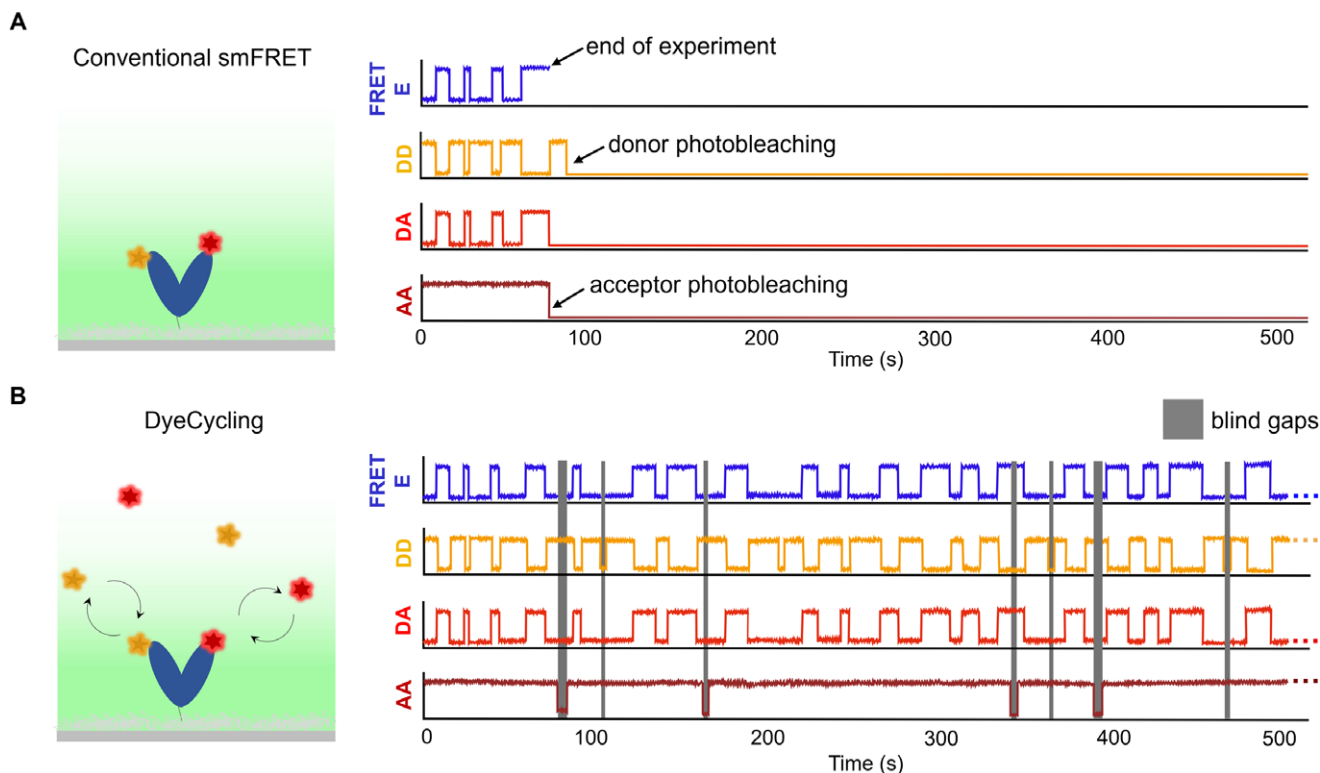 A
Conventional smFRET
FRET
E
end of experiment
DD
donor photobleaching
DA
AA
acceptor photobleaching
0 100 200 300 400 500
Time (s)
B
DyeCycling
blind gaps
FRET
E
DD
DA
AA
0 100 200 300 400 500
Time (s)